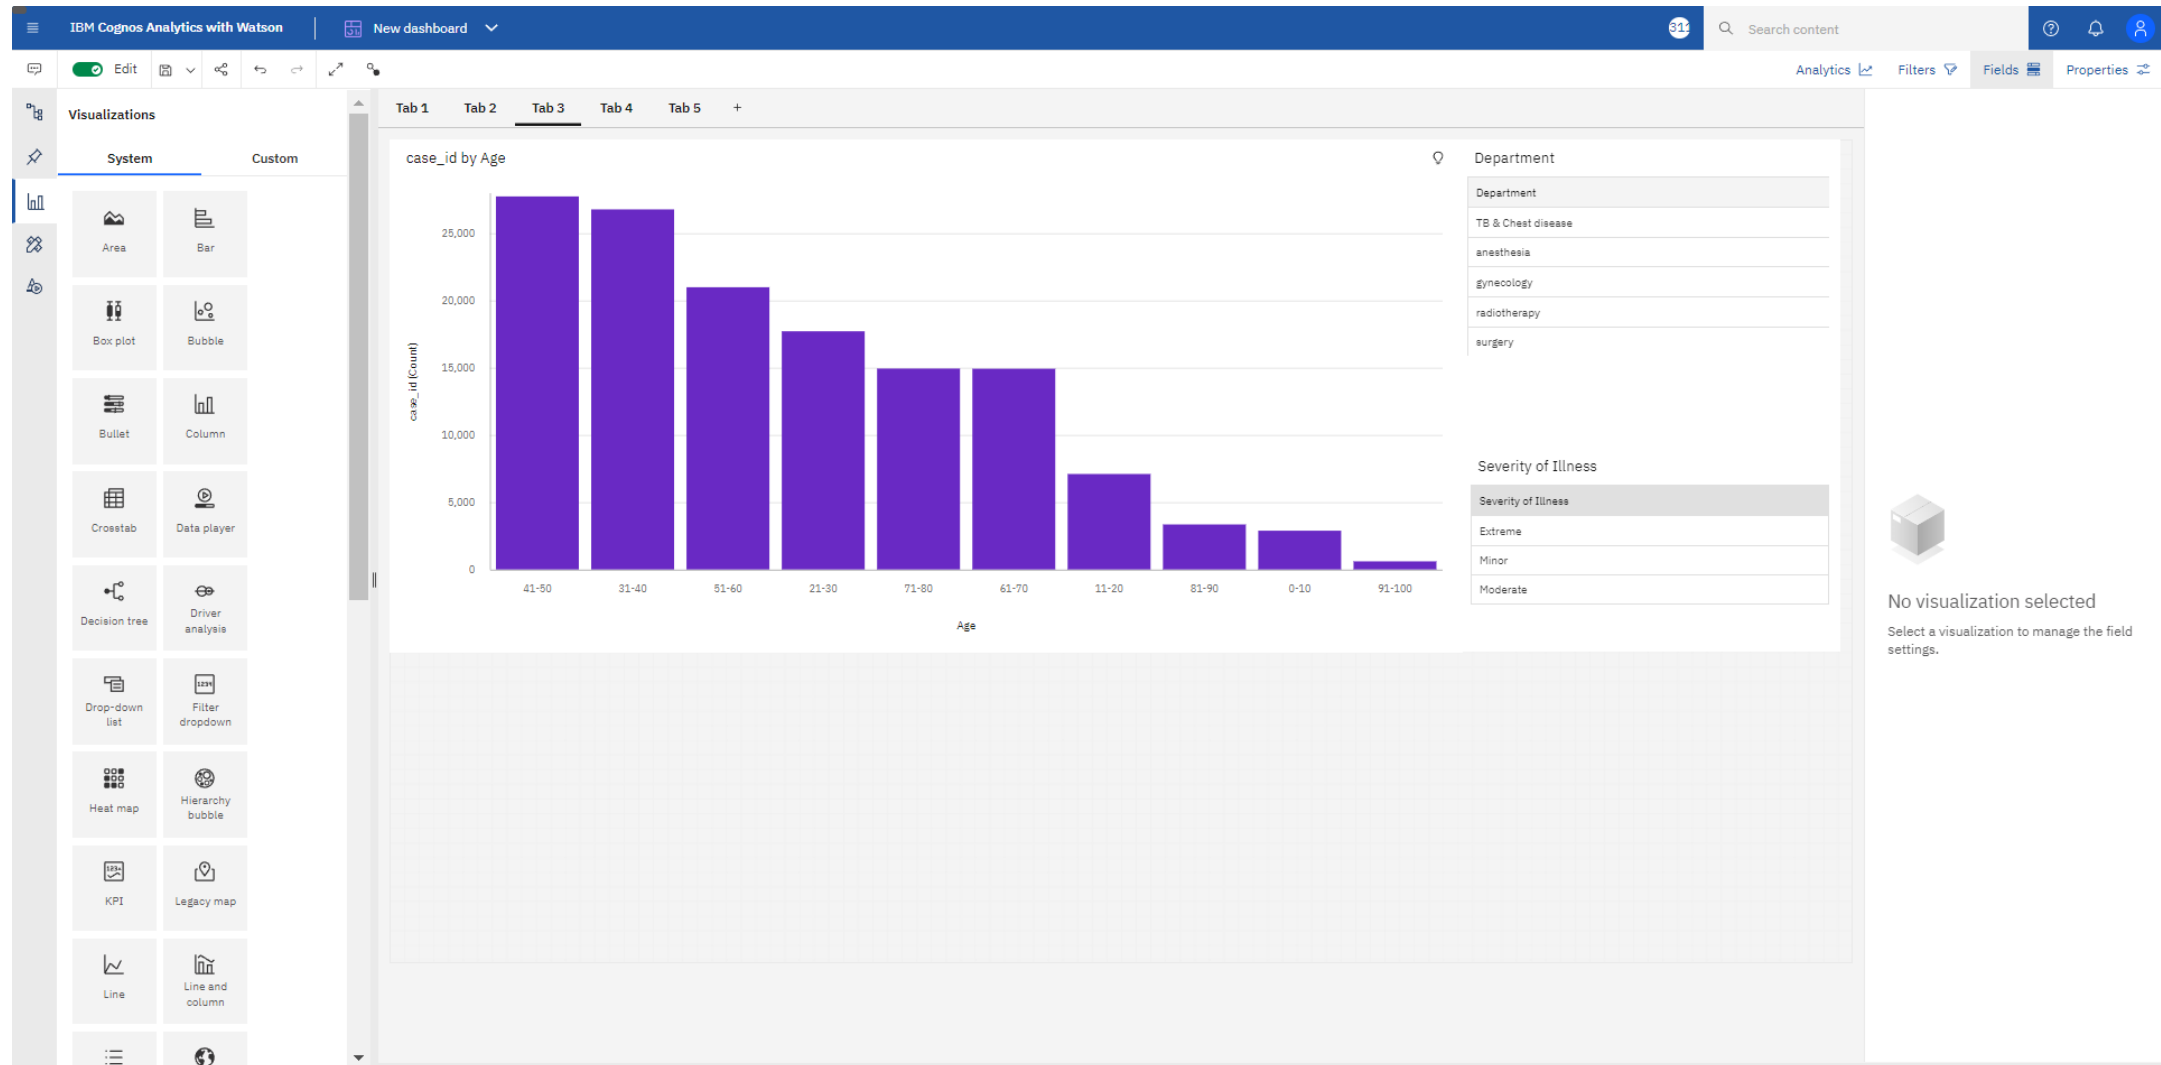 IBM Cognos Analytics with Watson
New dashboard
311
Search content
Edit
Analytics
Filters
Fields
Properties
Visualizations
System
Custom
Area
Bar
Box plot
Bubble
Bullet
Column
Crosstab
Data player
Decision tree
Driver
analysis
Drop-down
list
Filter
dropdown
Heat map
Hierarchy
bubble
KPI
Legacy map
Line
Line and
column
Tab 1
Tab 2
Tab 3
Tab 4
Tab 5
+
case_id by Age
case_id (Count)
25,000
20,000
15,000
10,000
5,000
0
41-50
31-40
51-60
21-30
71-80
61-70
11-20
81-90
0-10
91-100
Age
Department
Department
TB & Chest disease
anesthesia
gynecology
radiotherapy
surgery
Severity of Illness
Severity of Illness
Extreme
Minor
Moderate
No visualization selected
Select a visualization to manage the field
settings.